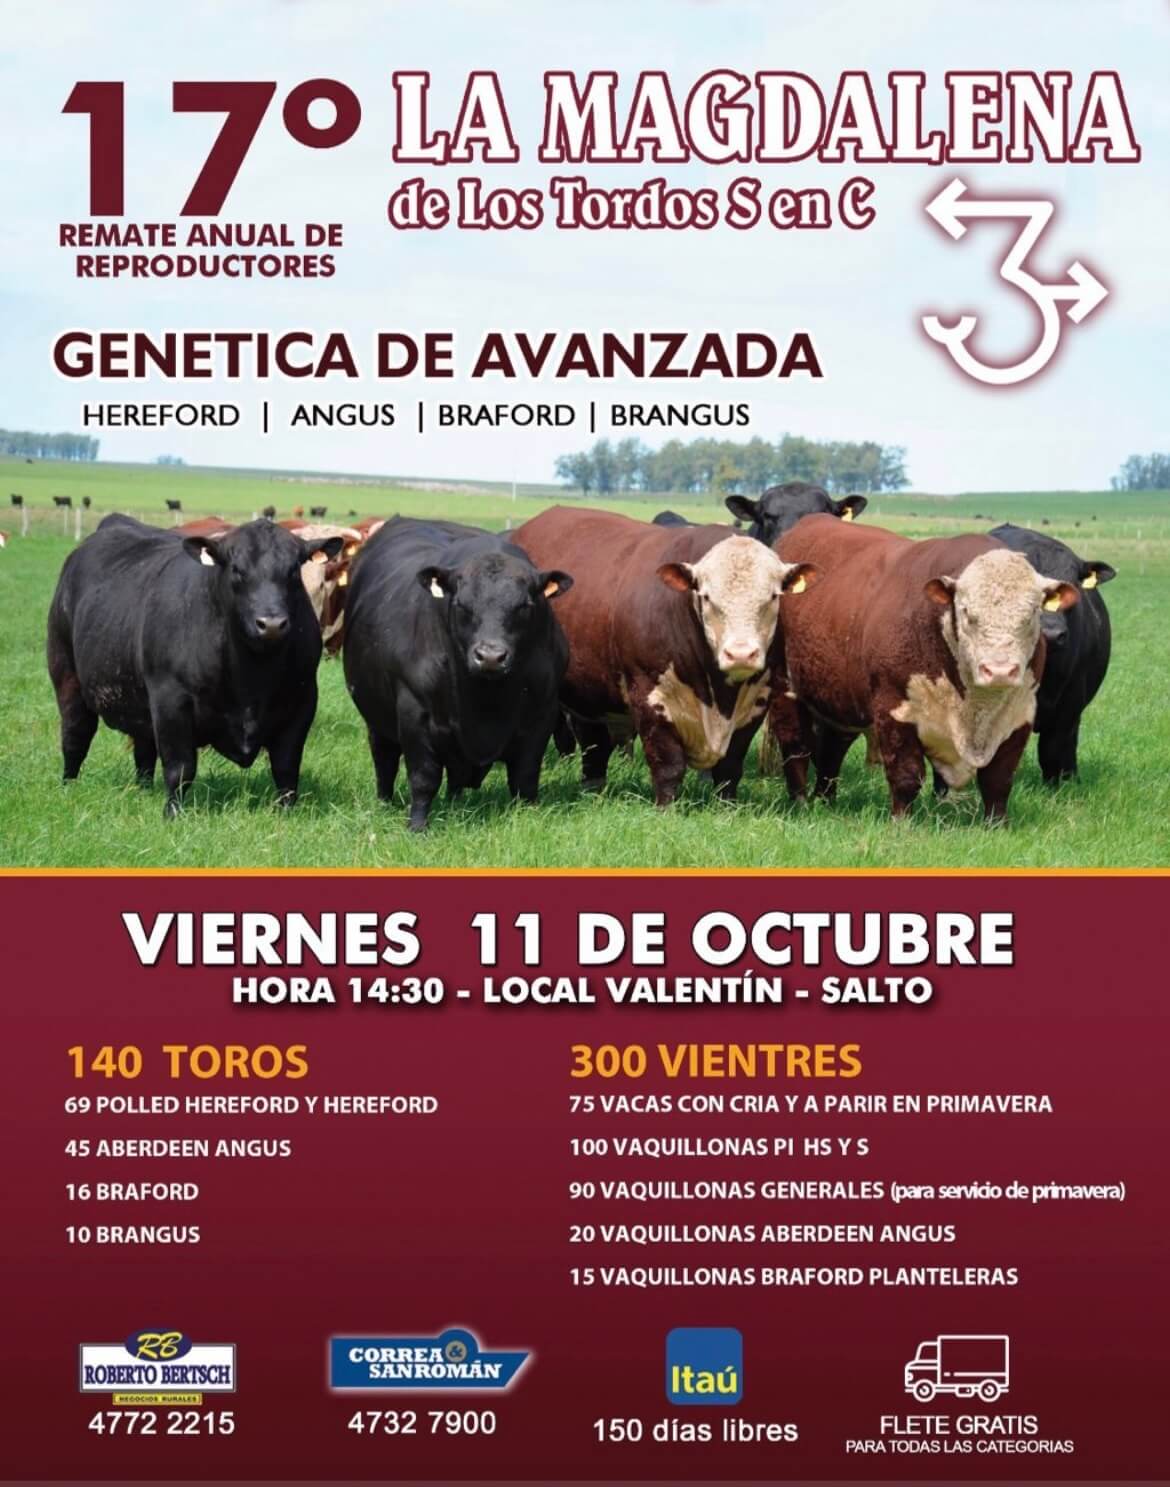 17º
REMATE ANUAL DE
REPRODUCTORES
LA MAGDALENA
de Los Tordos S en C
GENETICA DE AVANZADA
HEREFORD | ANGUS | BRAFORD | BRANGUS
VIERNES 11 DE OCTUBRE
HORA 14:30 - LOCAL VALENTÍN - SALTO
140 TOROS
69 POLLED HEREFORD Y HEREFORD
45 ABERDEEN ANGUS
16 BRAFORD
10 BRANGUS
300 VIENTRES
75 VACAS CON CRIA Y A PARIR EN PRIMAVERA
100 VAQUILLONAS PI HS Y S
90 VAQUILLONAS GENERALES (para servicio de primavera)
20 VAQUILLONAS ABERDEEN ANGUS
15 VAQUILLONAS BRAFORD PLANTELERAS
RB
ROBERTO BERTSCH
NEGOCIOS RURALES
4772 2215
CORREA &
SANROMÁN
4732 7900
Itaú
150 días libres
FLETE GRATIS
PARA TODAS LAS CATEGORIAS